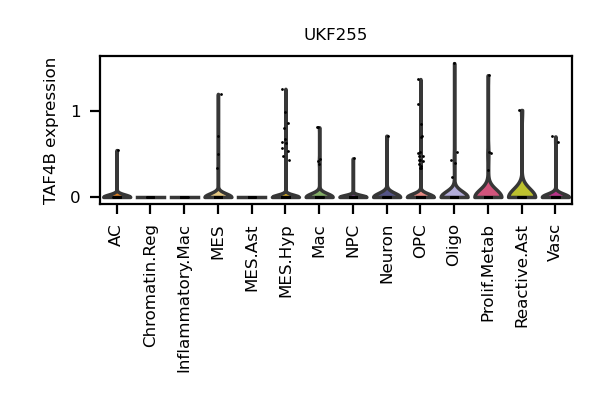 UKF255
TAF4B expression
1
0
AC
Chromatin.Reg
Inflammatory.Mac
MES
MES.Ast
MES.Hyp
Mac
NPC
Neuron
OPC
Oligo
Prolif.Metab
Reactive.Ast
Vasc